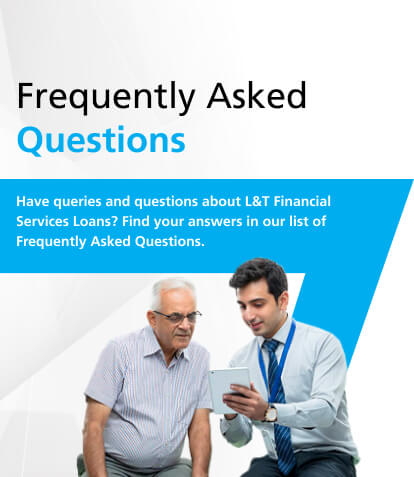 Frequently Asked
Questions
Have queries and questions about L&T Financial
Services Loans? Find your answers in our list of
Frequently Asked Questions.